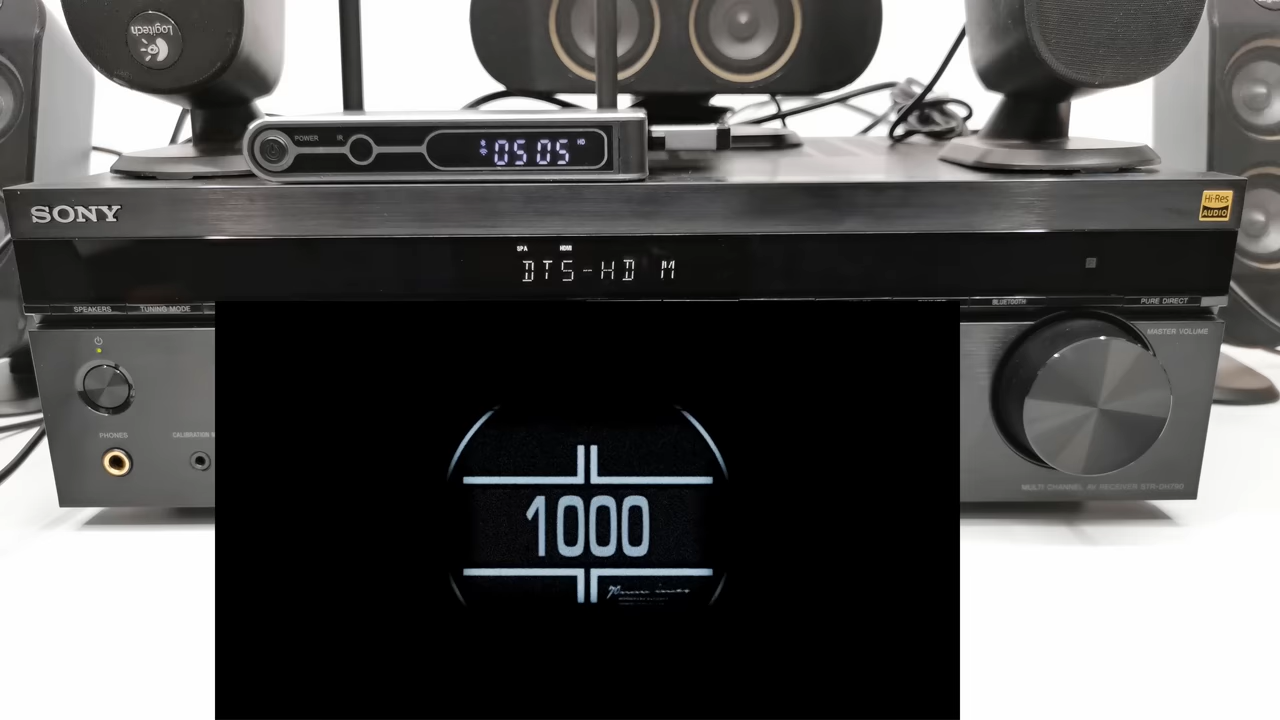 Logitech
POWER
IR
0505
HD
SONY
Hi-Res
AUDIO
SPA
HDMI
DTS-HD M
SPEAKERS
TUNING MODE
BLUETOOTH
PURE DIRECT
MASTER VOLUME
PHONES
CALIBRATION
MULTI CHANNEL AV RECEIVER STR-DH790
1000